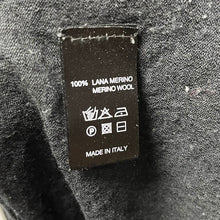 100% LANA MERINO
MERINO WOOL
MADE IN ITALY